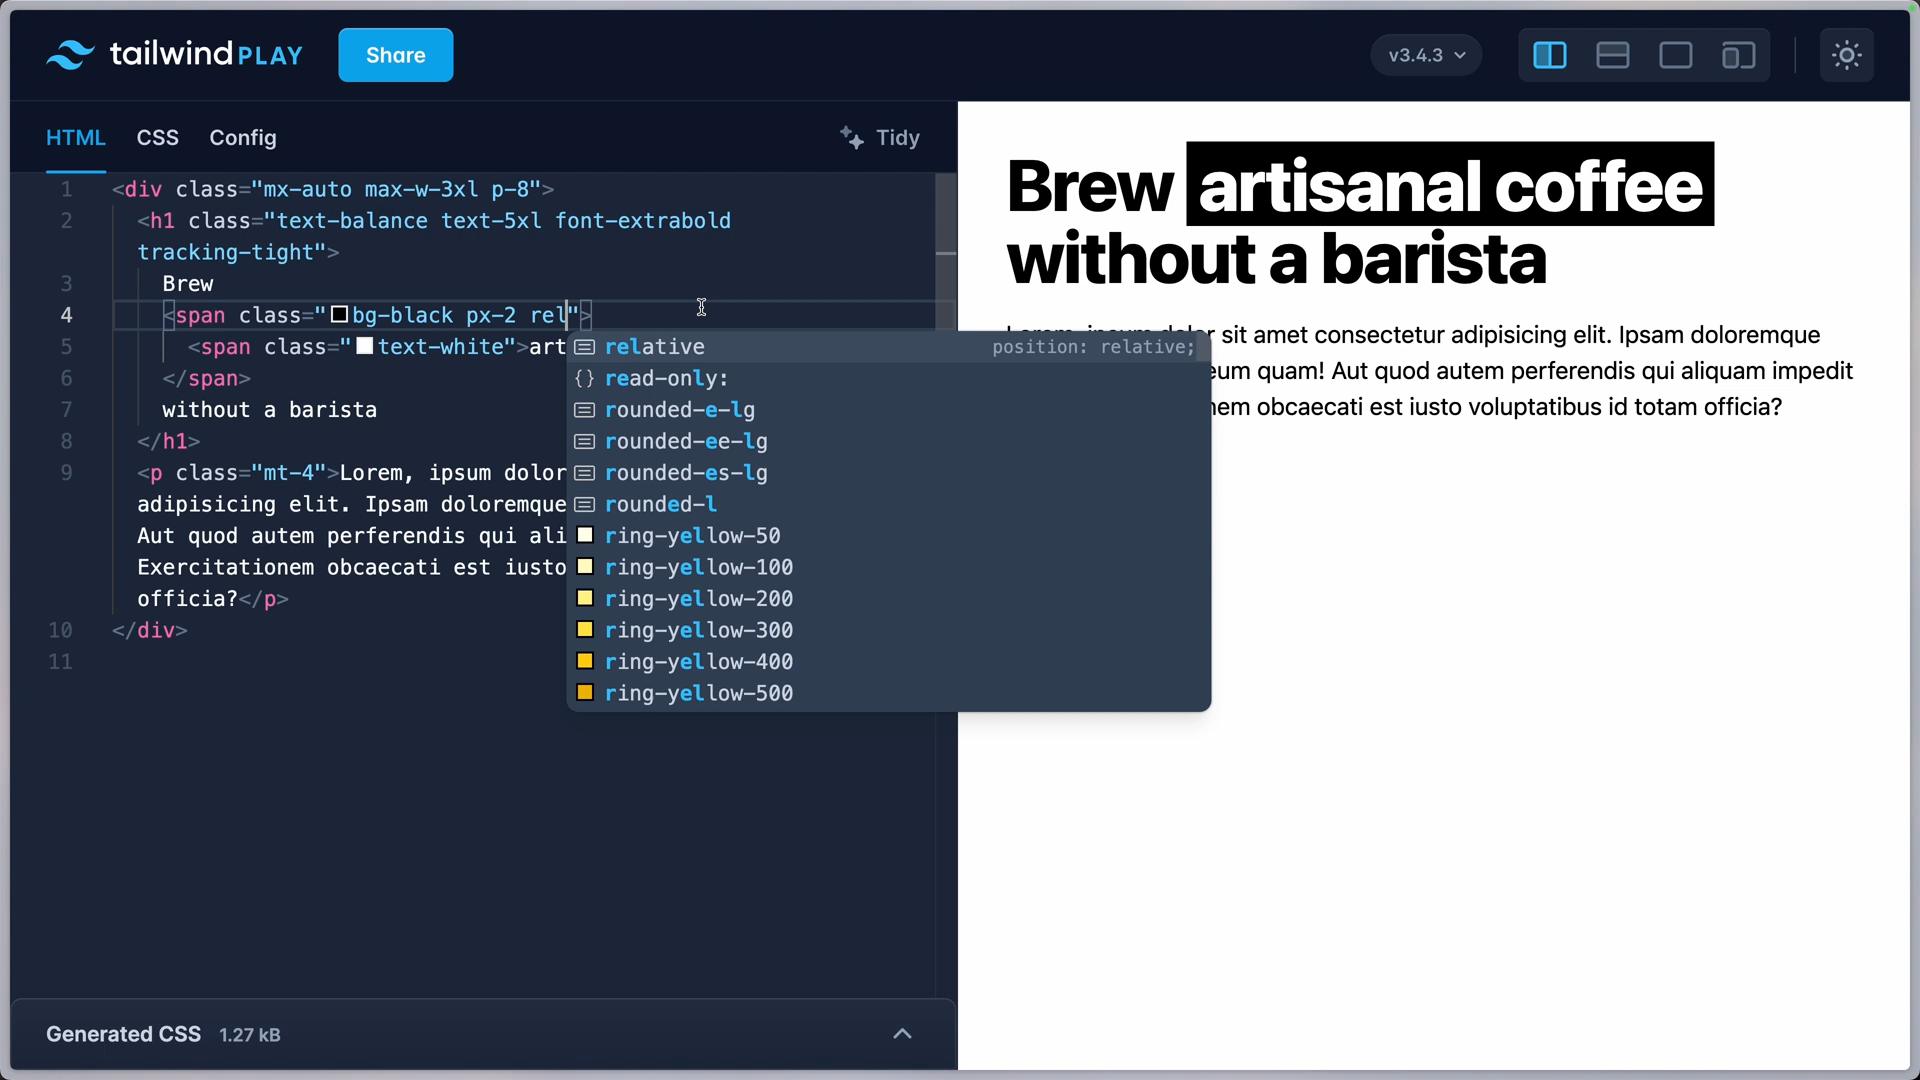 tailwind PLAY
Share
v3.4.3
HTML
CSS
Config
Tidy
1 <div class="mx-auto max-w-3xl p-8">
2 <h1 class="text-balance text-5xl font-extrabold
tracking-tight">
3 Brew
4 <span class="bg-black px-2 rel">
5 <span class="text-white">art
6 </span>
7 without a barista
8 </h1>
9 <p class="mt-4">Lorem, ipsum dolor
adipisicing elit. Ipsam doloremque
Aut quod autem perferendis qui ali
Exercitationem obcaecati est iusto
officia?</p>
10 </div>
11
relative position: relative;
read-only:
rounded-e-lg
rounded-ee-lg
rounded-es-lg
rounded-l
ring-yellow-50
ring-yellow-100
ring-yellow-200
ring-yellow-300
ring-yellow-400
ring-yellow-500
Generated CSS 1.27 kB
Brew artisanal coffee
without a barista
sit amet consectetur adipisicing elit. Ipsam doloremque
eum quam! Aut quod autem perferendis qui aliquam impedit
obcaecati est iusto voluptatibus id totam officia?